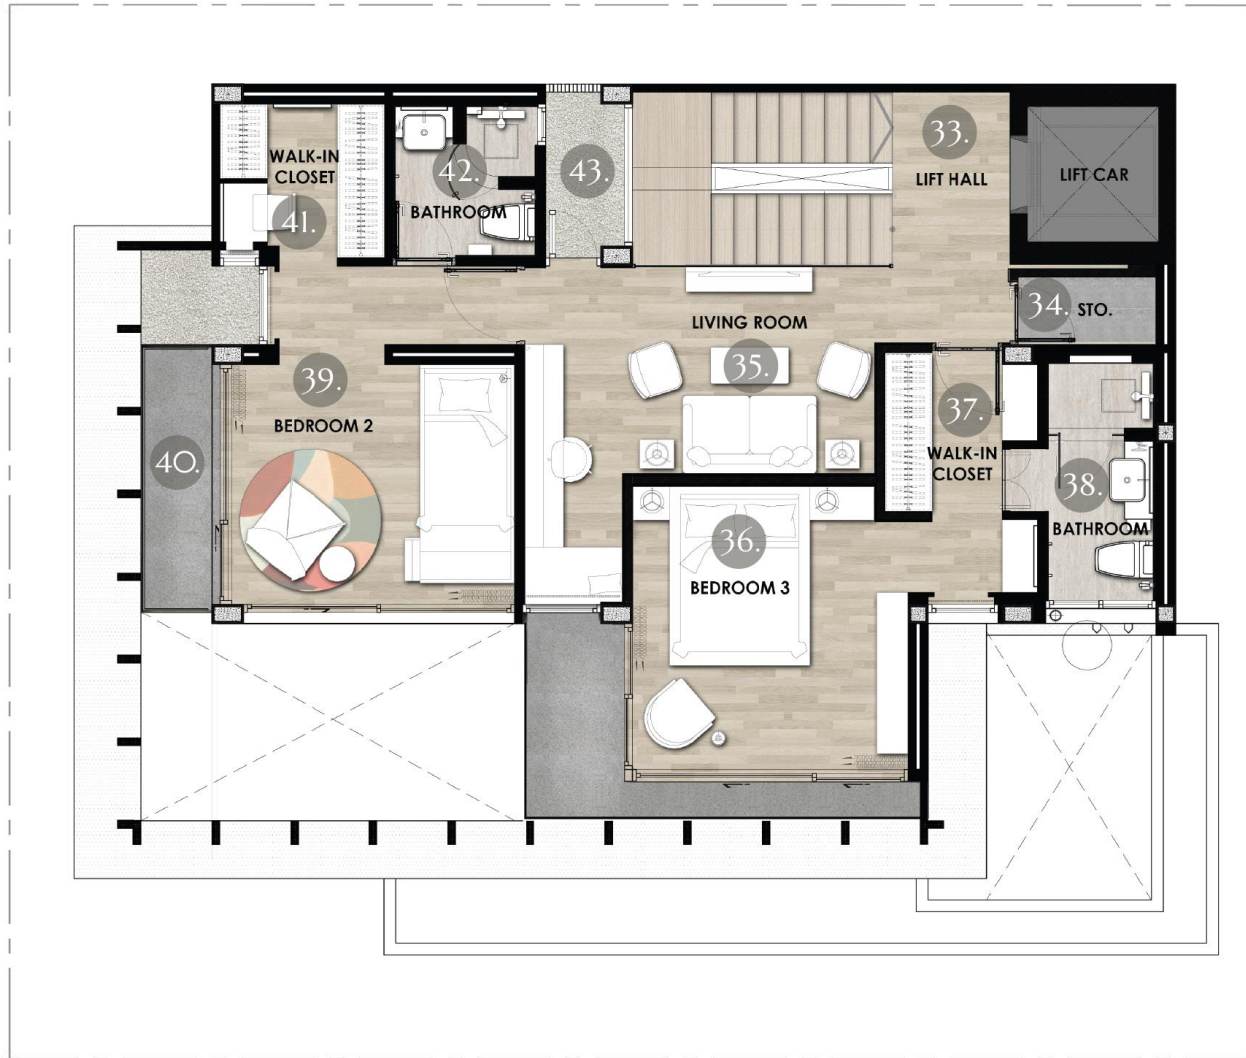 33.
LIFT HALL
LIFT CAR
WALK-IN
CLOSET
41.
42.
BATHROOM
43.
34. STO.
LIVING ROOM
35.
39.
BEDROOM 2
40.
37.
WALK-IN
CLOSET
38.
BATHROOM
36.
BEDROOM 3